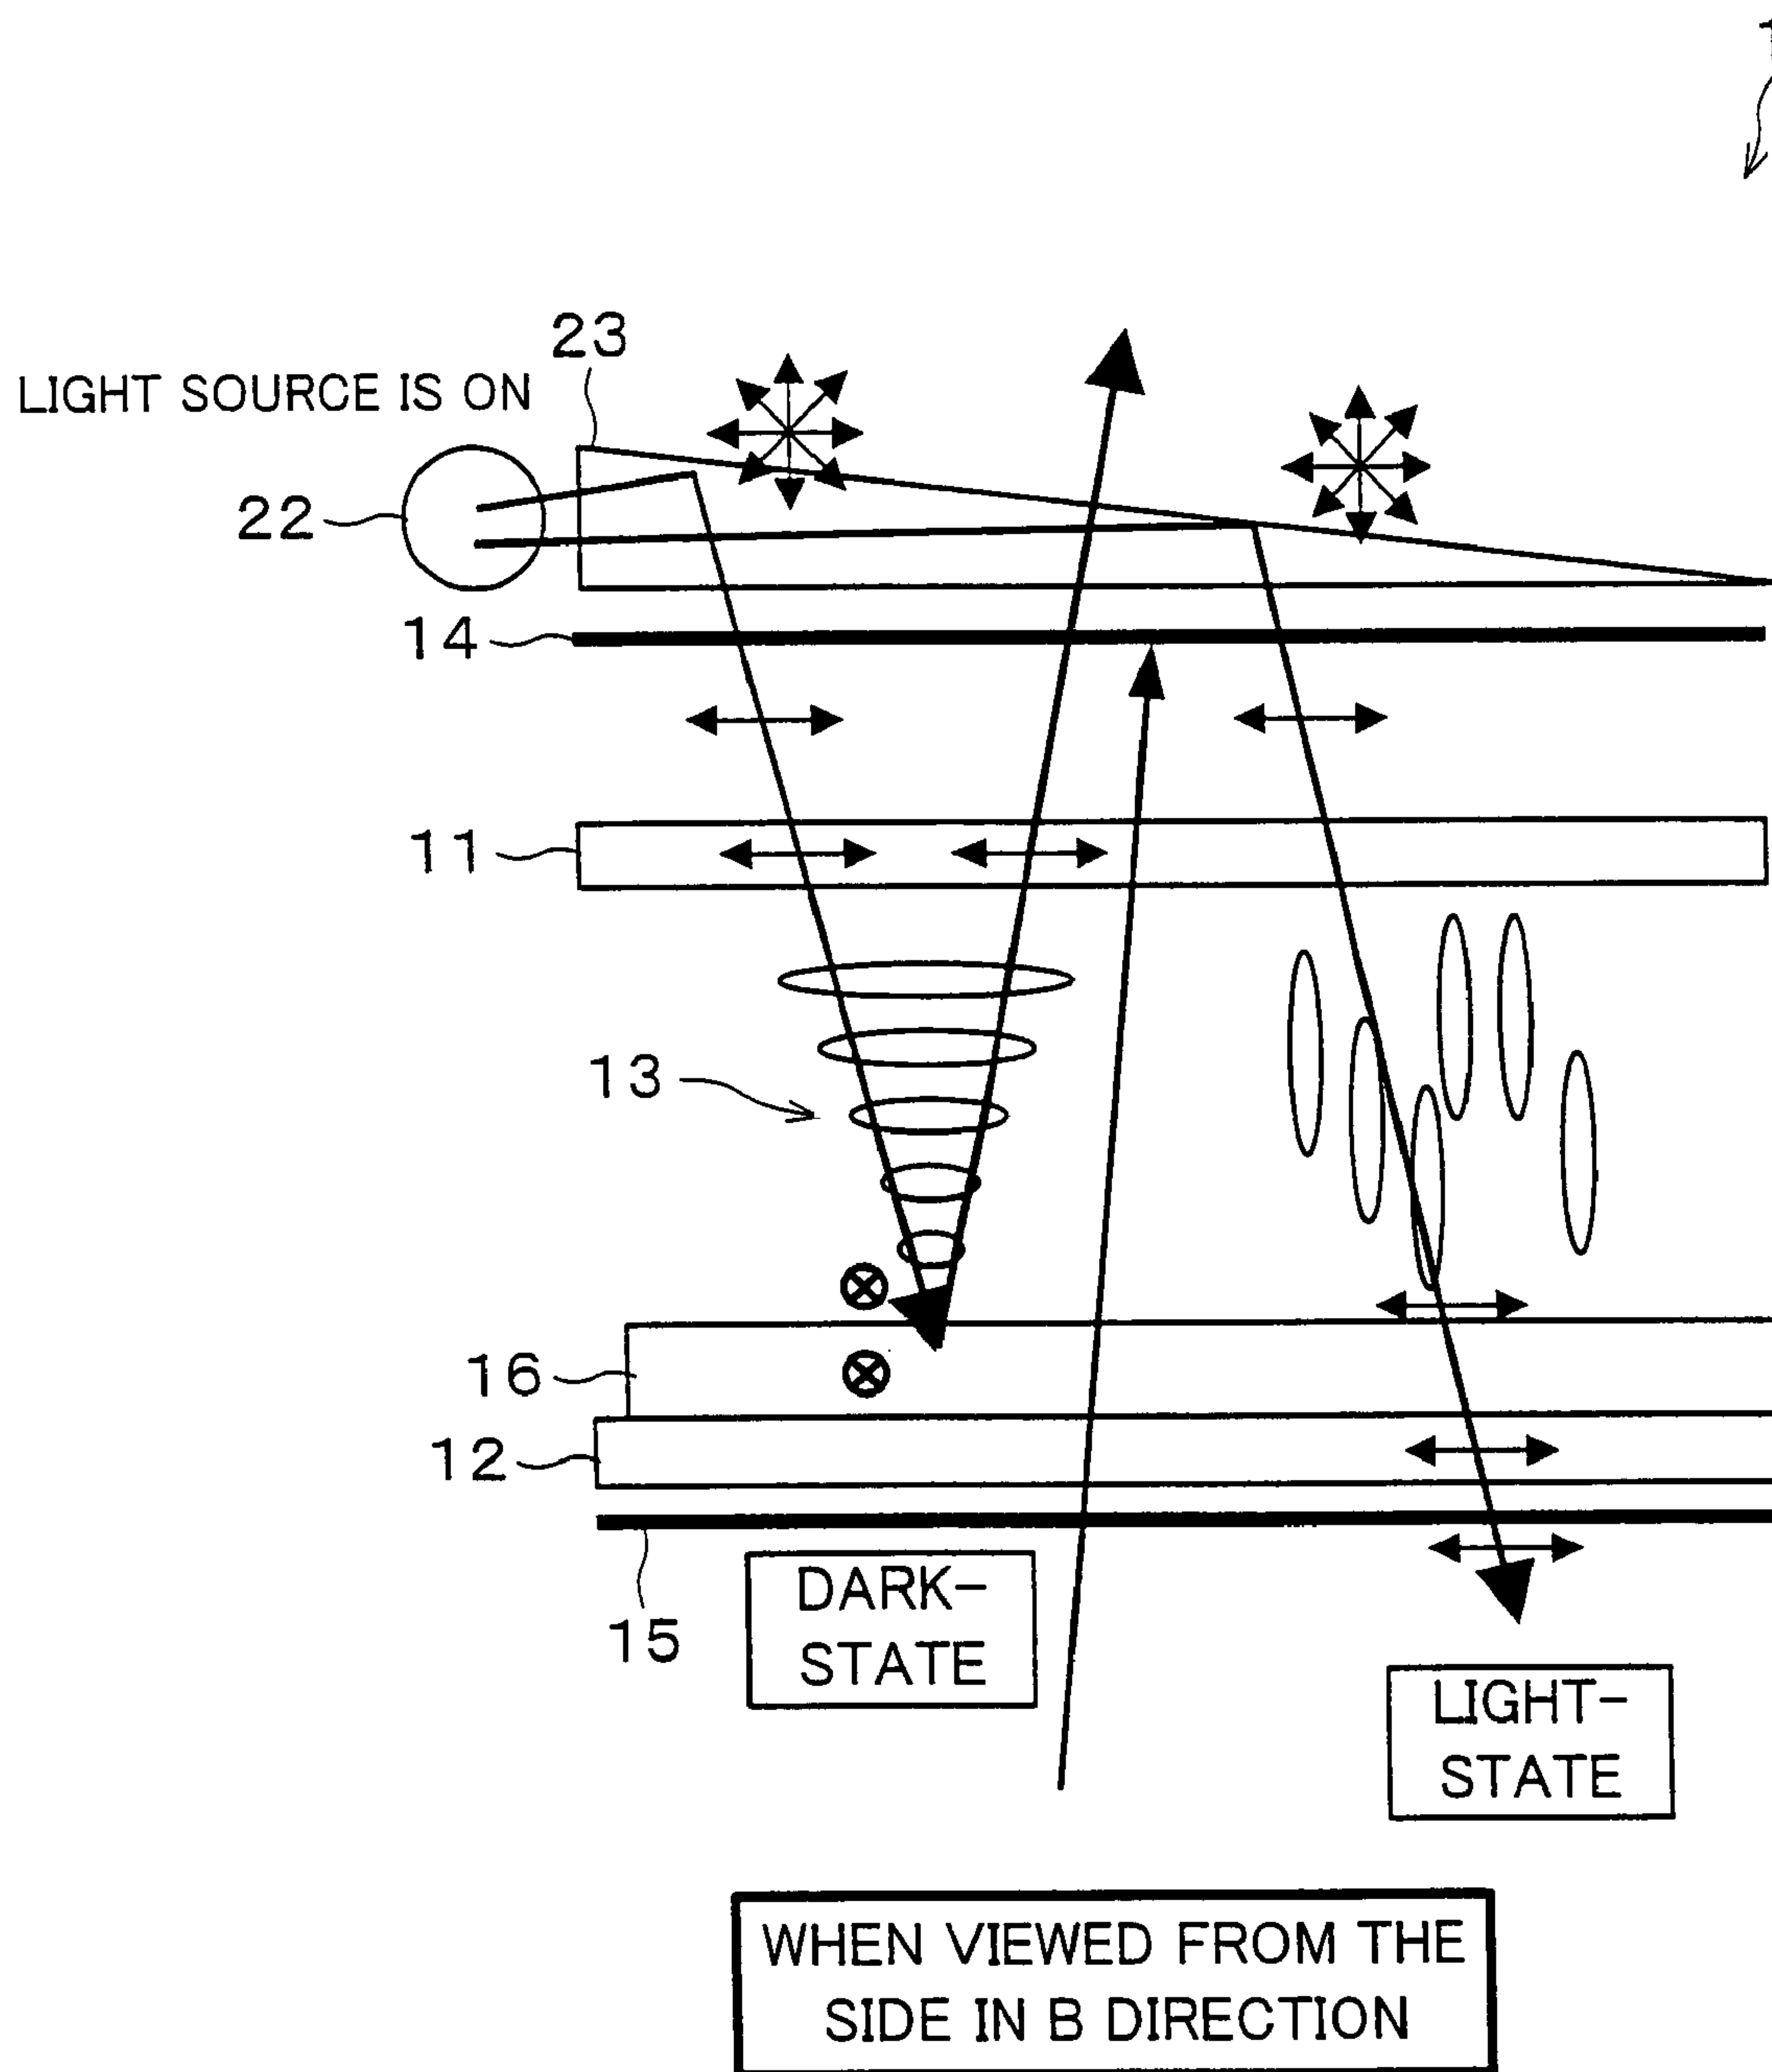 23
LIGHT SOURCE IS ON
22
14
11
13
16
12
15
DARK-
STATE
LIGHT-
STATE
WHEN VIEWED FROM THE
SIDE IN B DIRECTION